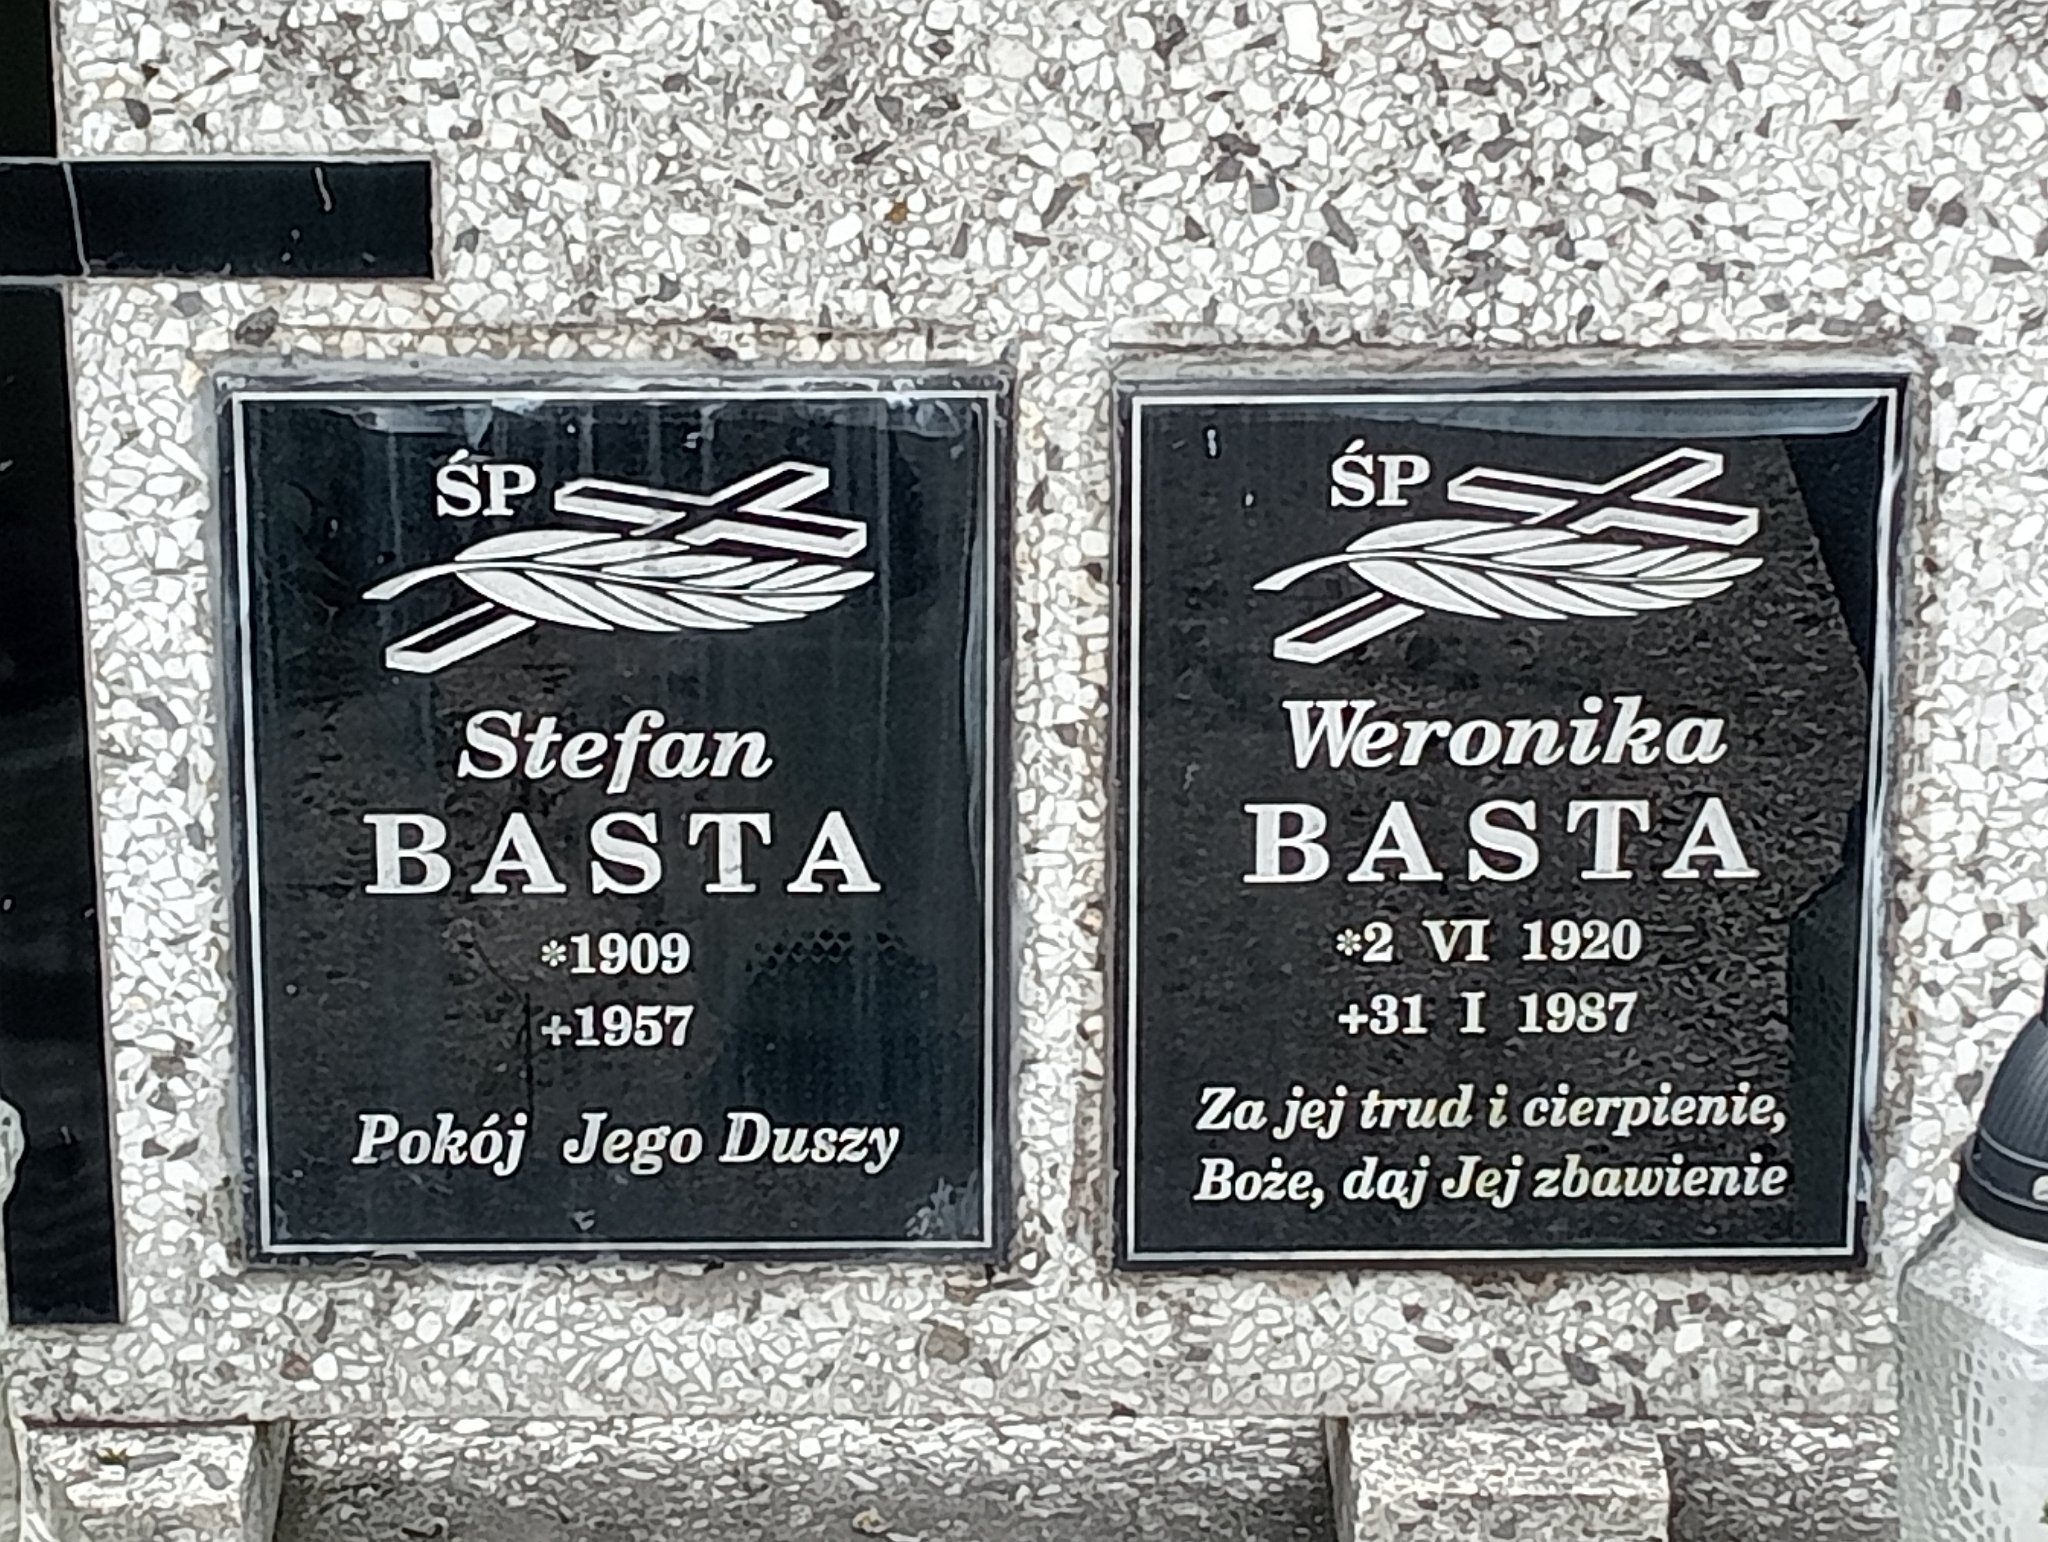 ŚP
Stefan
BASTA
*1909
+1957
Pokój Jego Duszy
ŚP
Weronika
BASTA
*2 VI 1920
+31 I 1987
Za jej trud i cierpienie,
Boże, daj Jej zbawienie